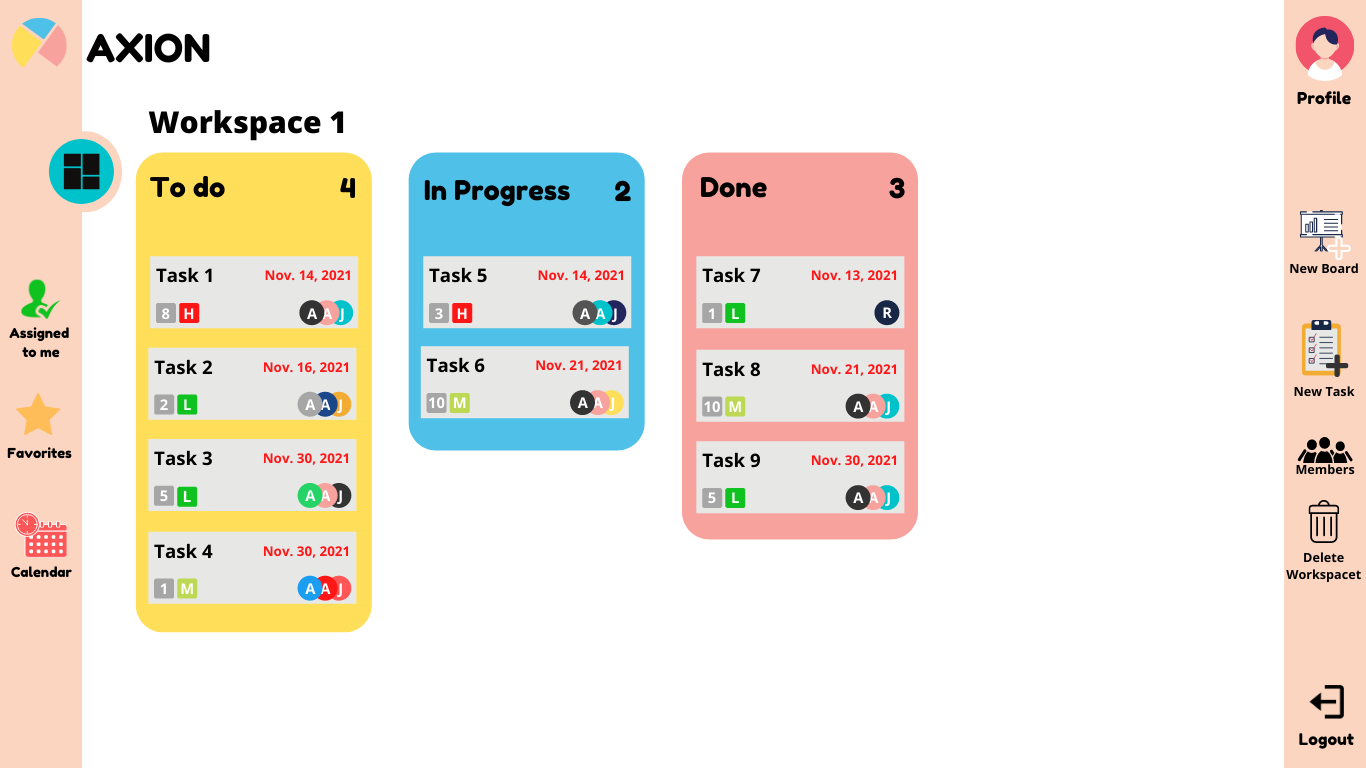 AXION
Profile
Workspace 1
To do 4
Task 1 Nov. 14, 2021
8 H A A J
Task 2 Nov. 16, 2021
2 L A A J
Task 3 Nov. 30, 2021
5 L A A J
Task 4 Nov. 30, 2021
1 M A A J
In Progress 2
Task 5 Nov. 14, 2021
3 H A A J
Task 6 Nov. 21, 2021
10 M A A J
Done 3
Task 7 Nov. 13, 2021
1 L R
Task 8 Nov. 21, 2021
10 M A A J
Task 9 Nov. 30, 2021
5 L A A J
Assigned
to me
Favorites
Calendar
New Board
New Task
Members
Delete
Workspacet
Logout